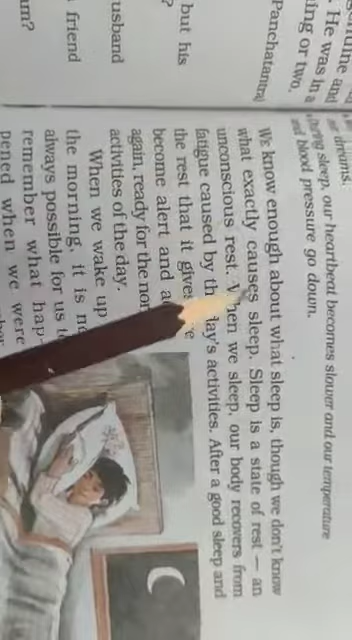 sband
but his
?
usband
friend
um?
and
. He was in a
ing or two.
Panchatantra)
dreams.
during sleep, our heartbeat becomes slower and our temperature
and blood pressure go down.
We know enough about what sleep is, though we don't know
what exactly causes sleep. Sleep is a state of rest — an
unconscious rest. When we sleep, our body recovers from
fatigue caused by the day's activities. After a good sleep and
the rest that it gives
become alert and
again, ready for the
activities of the day.
When we wake up
the morning, it is
always possible for us
remember what hap-
pened when we were